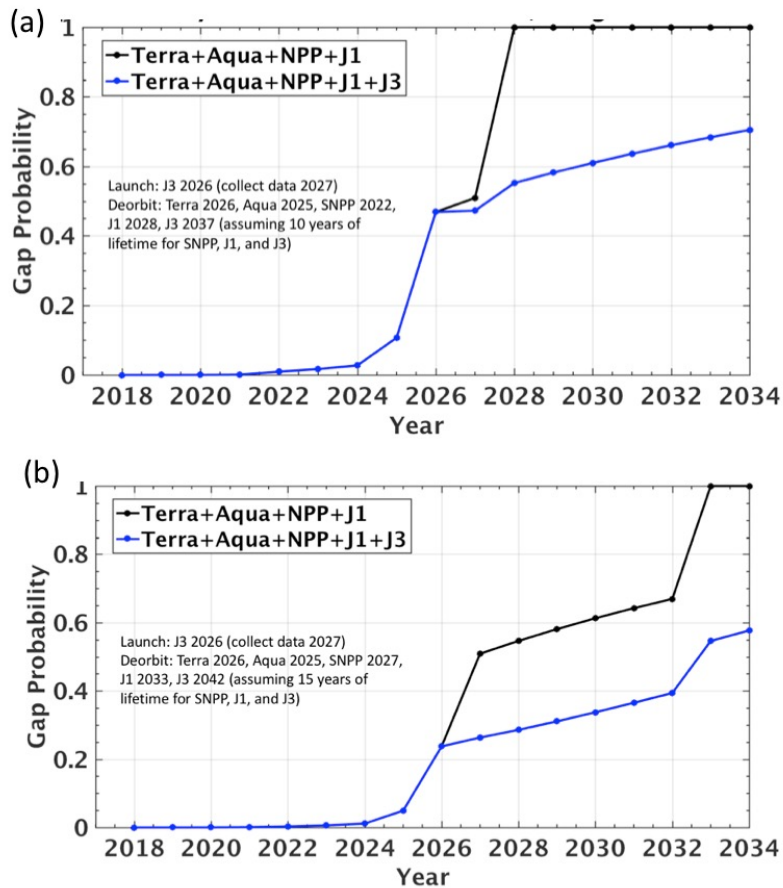 (a)
1
Terra+Aqua+NPP+J1
Terra+Aqua+NPP+J1+J3
0.8
Gap Probability
0.6
Launch: J3 2026 (collect data 2027)
Deorbit: Terra 2026, Aqua 2025, SNPP 2022,
J1 2028, J3 2037 (assuming 10 years of
lifetime for SNPP, J1, and J3)
0.4
0.2
0
2018 2020 2022 2024 2026 2028 2030 2032 2034
Year
(b)
1
Terra+Aqua+NPP+J1
Terra+Aqua+NPP+J1+J3
0.8
Gap Probability
0.6
Launch: J3 2026 (collect data 2027)
Deorbit: Terra 2026, Aqua 2025, SNPP 2027,
J1 2033, J3 2042 (assuming 15 years of
lifetime for SNPP, J1, and J3)
0.4
0.2
0
2018 2020 2022 2024 2026 2028 2030 2032 2034
Year